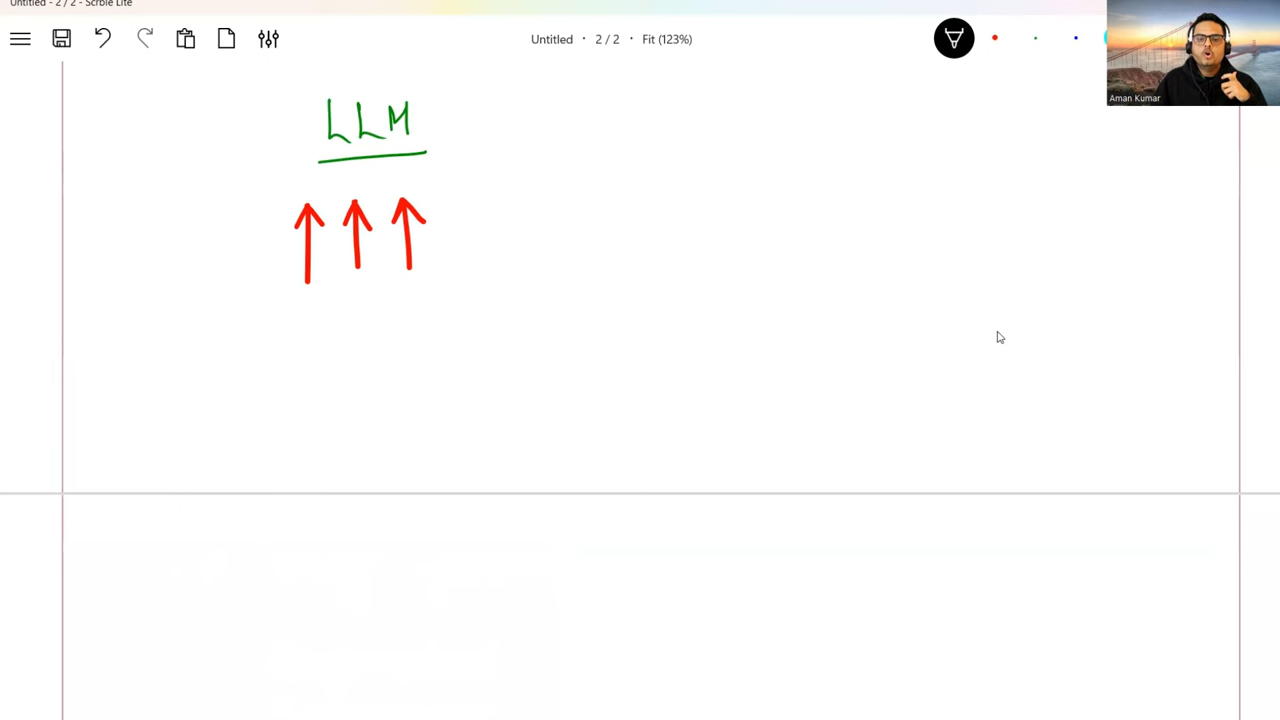 Untitled - 2 / 2 - Scrble Lite
Untitled • 2 / 2 • Fit (123%)
Aman Kumar
LLM